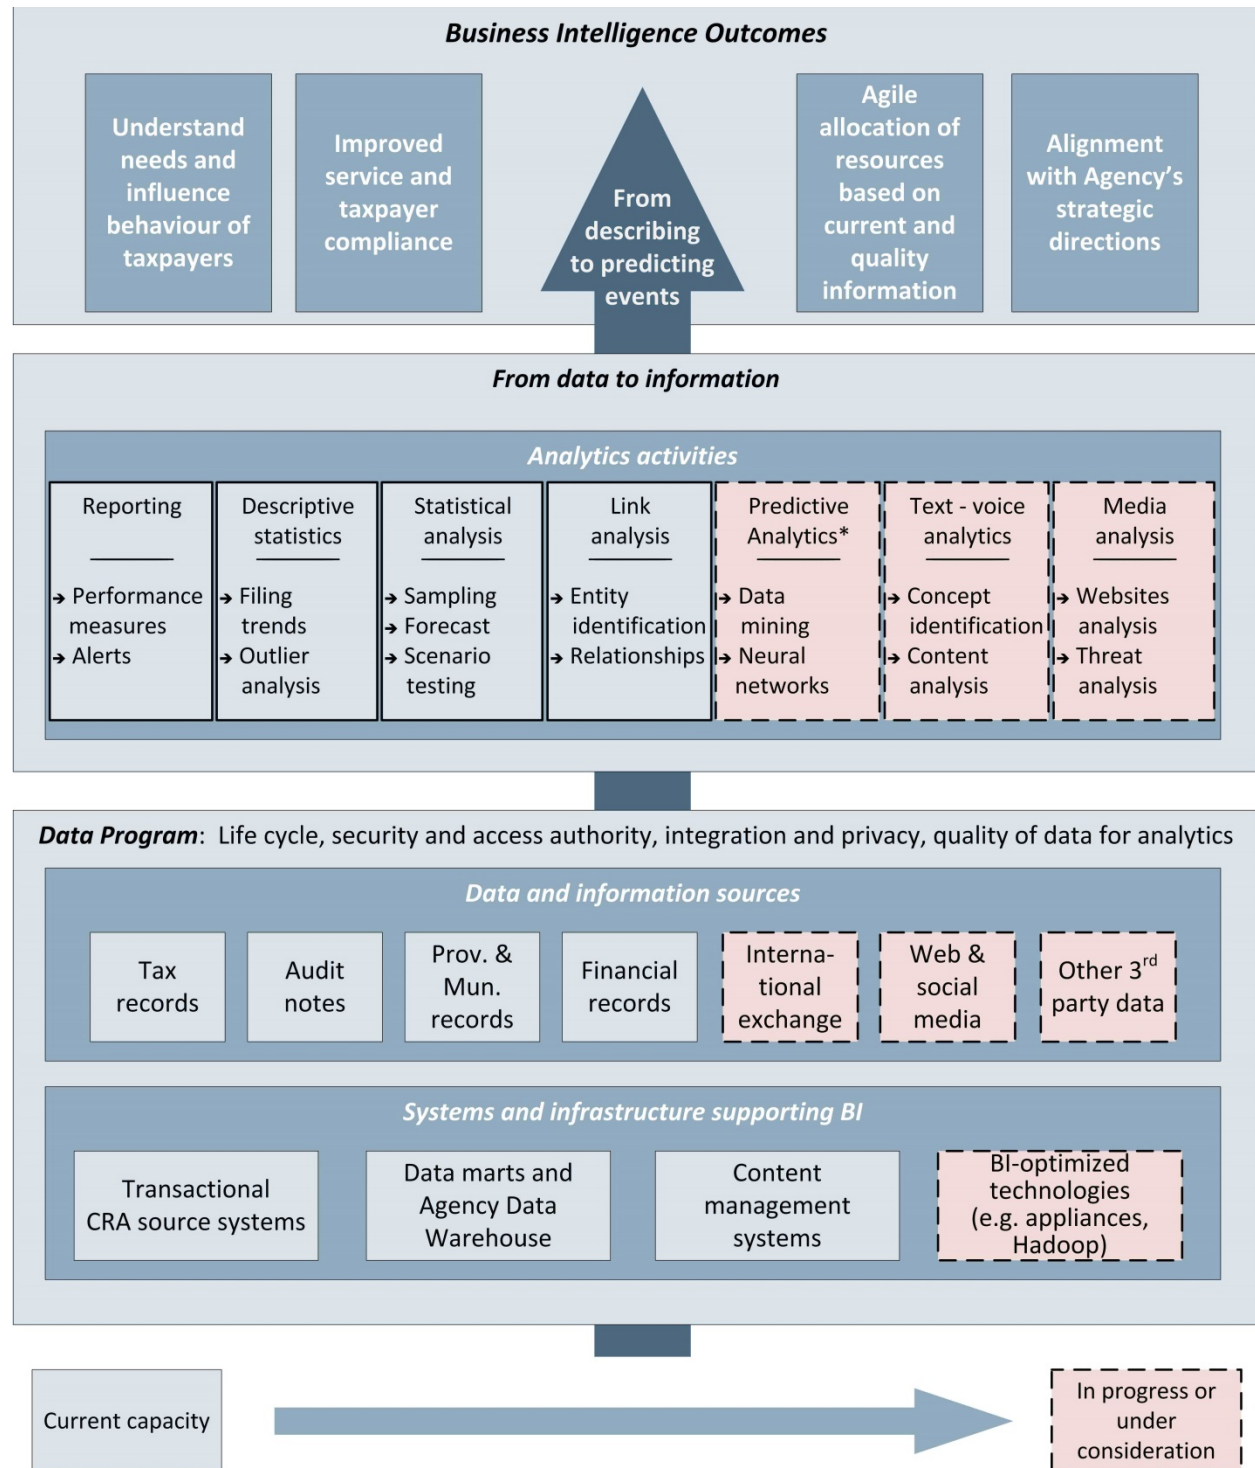 Business Intelligence Outcomes
Understand
needs and
influence
behaviour of
taxpayers
Improved
service and
taxpayer
compliance
From
describing
to predicting
events
Agile
allocation of
resources
based on
current and
quality
information
Alignment
with Agency’s
strategic
directions
From data to information
Analytics activities
Reporting
➔ Performance
measures
➔ Alerts
Descriptive
statistics
➔ Filing
trends
➔ Outlier
analysis
Statistical
analysis
➔ Sampling
➔ Forecast
➔ Scenario
testing
Link
analysis
➔ Entity
identification
➔ Relationships
Predictive
Analytics*
➔ Data
mining
➔ Neural
networks
Text - voice
analytics
➔ Concept
identification
➔ Content
analysis
Media
analysis
➔ Websites
analysis
➔ Threat
analysis
Data Program: Life cycle, security and access authority, integration and privacy, quality of data for analytics
Data and information sources
Tax
records
Audit
notes
Prov. &
Mun.
records
Financial
records
Interna-
tional
exchange
Web &
social
media
Other 3rd
party data
Systems and infrastructure supporting BI
Transactional
CRA source systems
Data marts and
Agency Data
Warehouse
Content
management
systems
BI-optimized
technologies
(e.g. appliances,
Hadoop)
Current capacity
In progress or
under
consideration